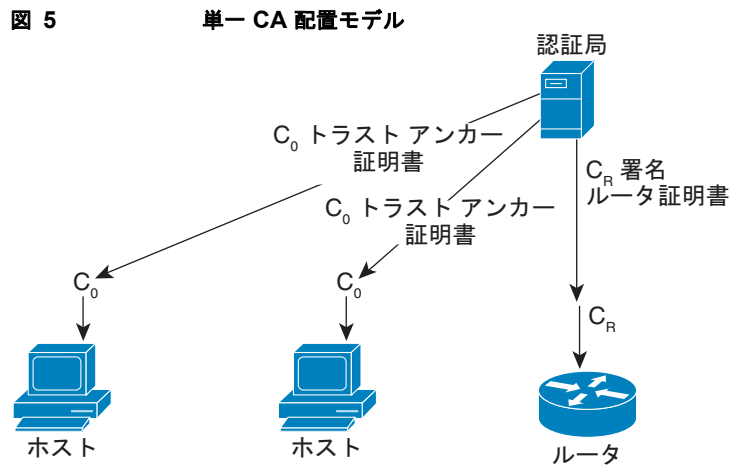 図 5 単一 CA 配置モデル
認証局
C₀ トラスト アンカー
証明書
C₀ トラスト アンカー
証明書
C_R 署名
ルータ証明書
C₀
C₀
C_R
ホスト
ホスト
ルータ